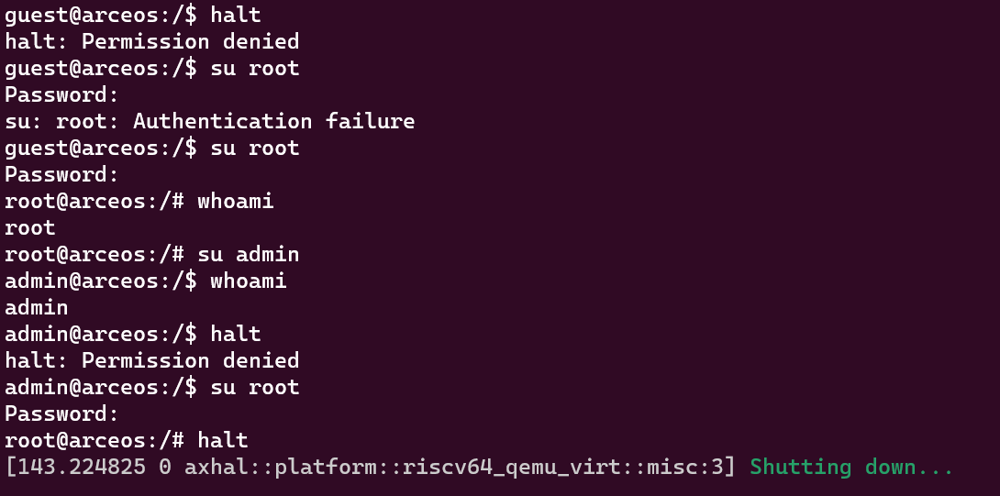 guest@arceos:/$ halt
halt: Permission denied
guest@arceos:/$ su root
Password:
su: root: Authentication failure
guest@arceos:/$ su root
Password:
root@arceos:/# whoami
root
root@arceos:/# su admin
admin@arceos:/$ whoami
admin
admin@arceos:/$ halt
halt: Permission denied
admin@arceos:/$ su root
Password:
root@arceos:/# halt
[143.224825 0 axhal::platform::riscv64_qemu_virt::misc:3] Shutting down...